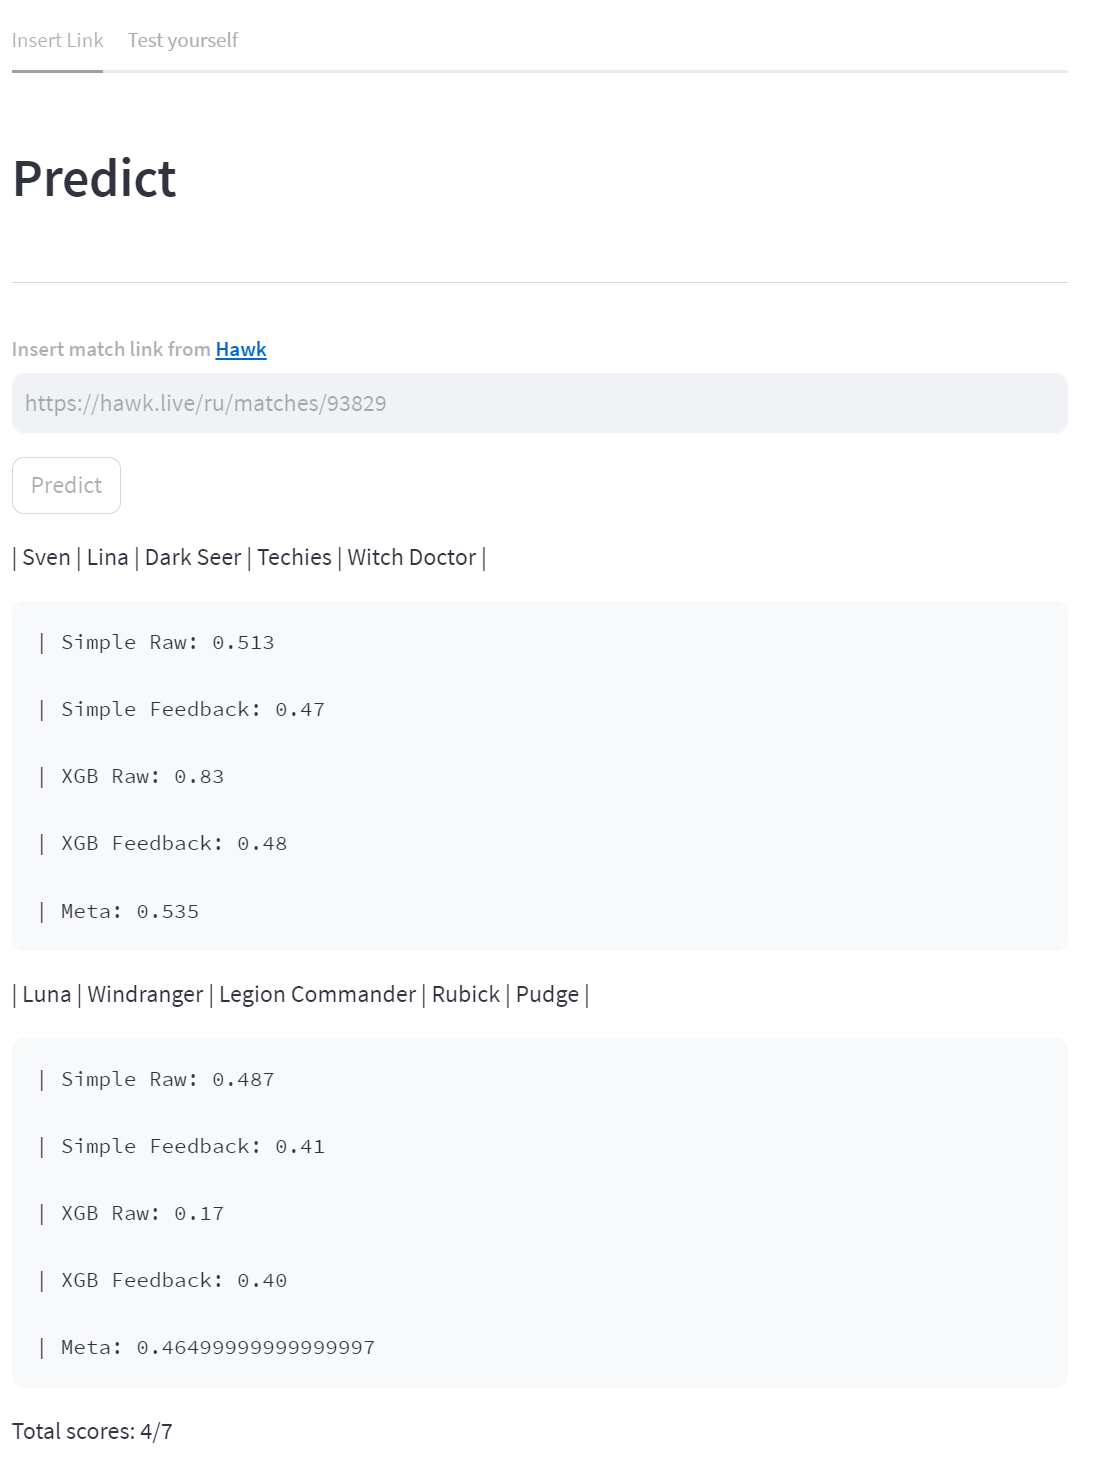 Insert Link Test yourself
Predict
Insert match link from Hawk
https://hawk.live/ru/matches/93829
Predict
| Sven | Lina | Dark Seer | Techies | Witch Doctor |
| Simple Raw: 0.513
| Simple Feedback: 0.47
| XGB Raw: 0.83
| XGB Feedback: 0.48
| Meta: 0.535
| Luna | Windranger | Legion Commander | Rubick | Pudge |
| Simple Raw: 0.487
| Simple Feedback: 0.41
| XGB Raw: 0.17
| XGB Feedback: 0.40
| Meta: 0.46499999999999997
Total scores: 4/7